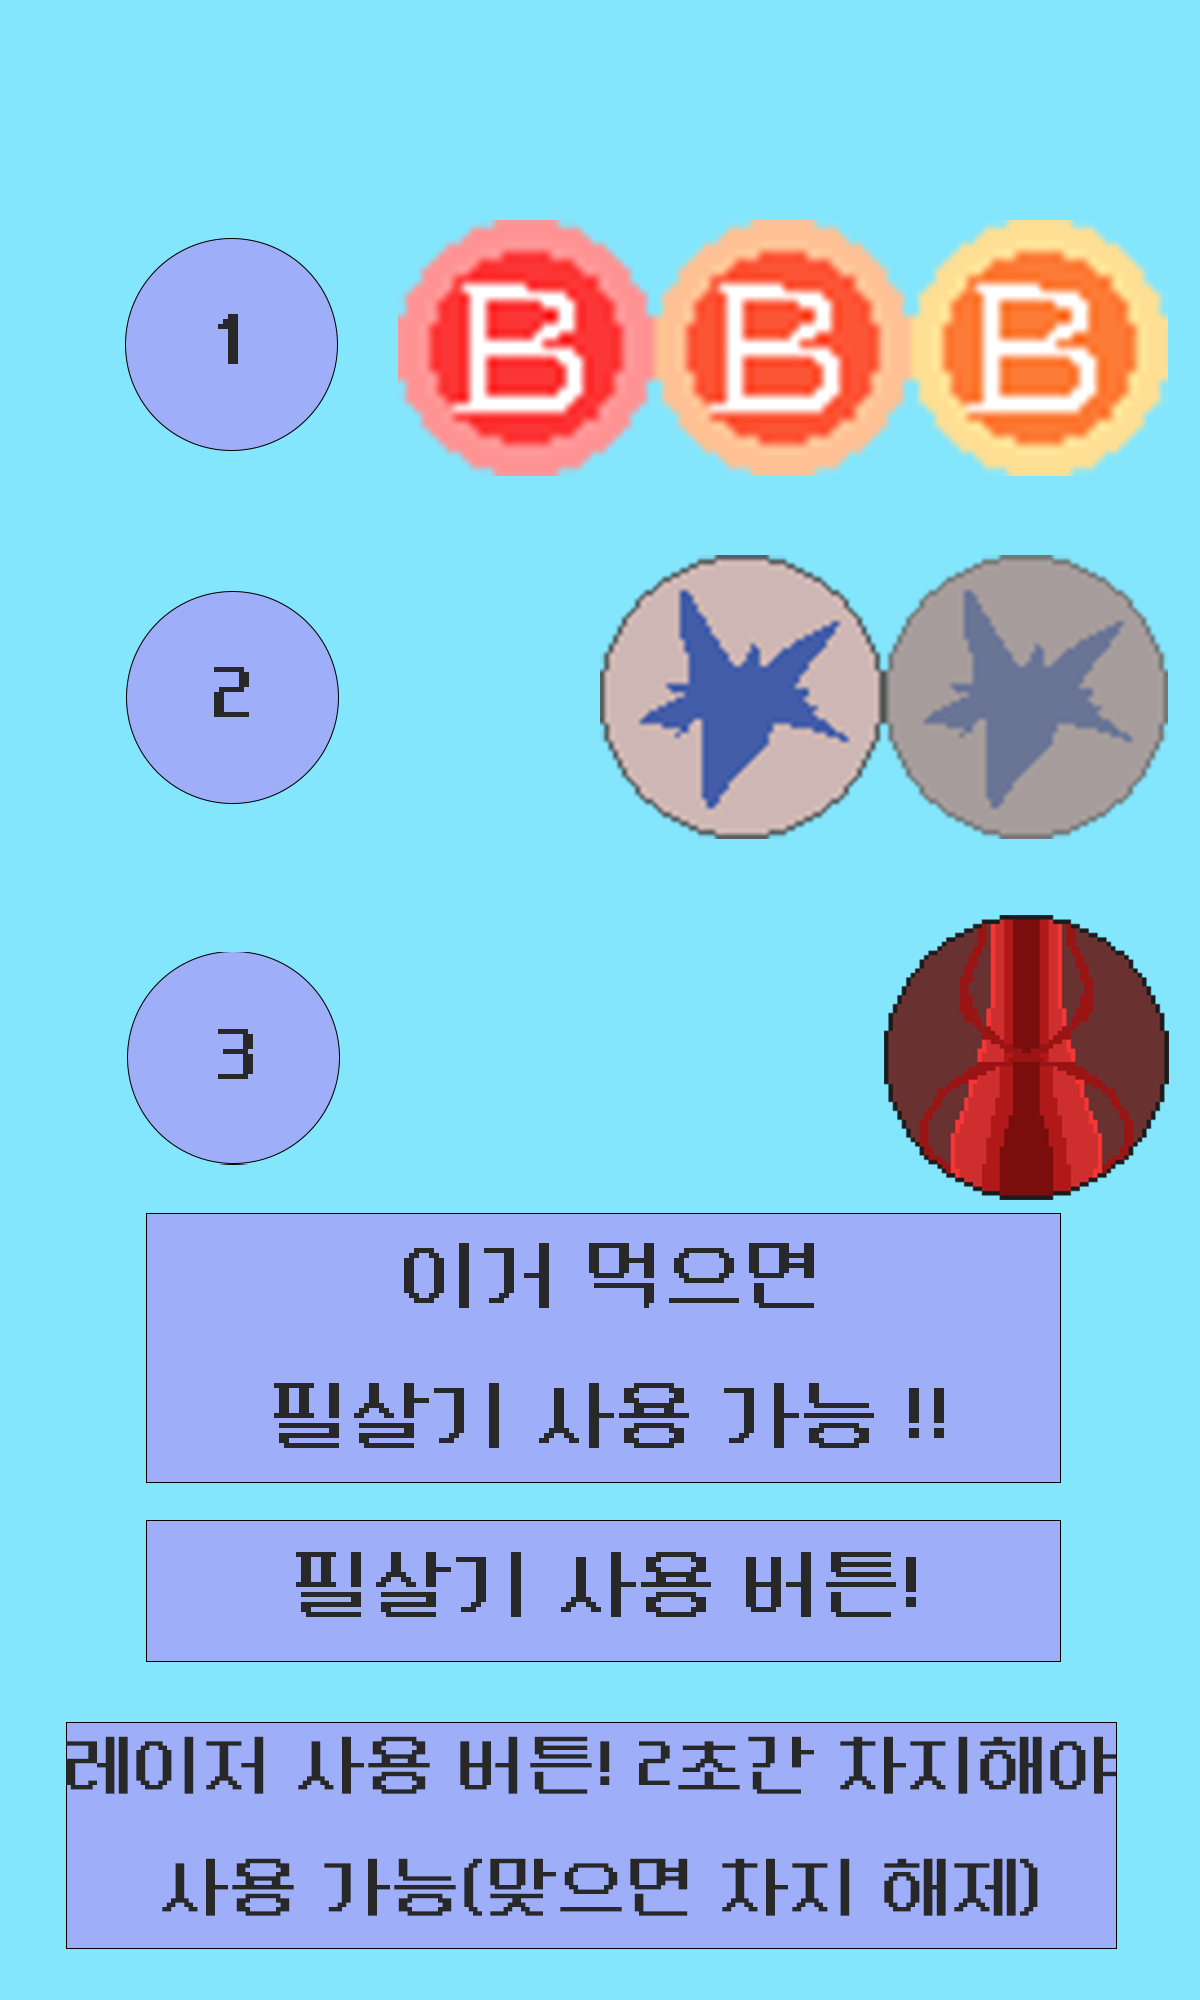 1 B B B
2
3
이거 먹으면
필살기 사용 가능 !!
필살기 사용 버튼!
레이저 사용 버튼! 2초간 차지해야
사용 가능(맞으면 차지 해제)